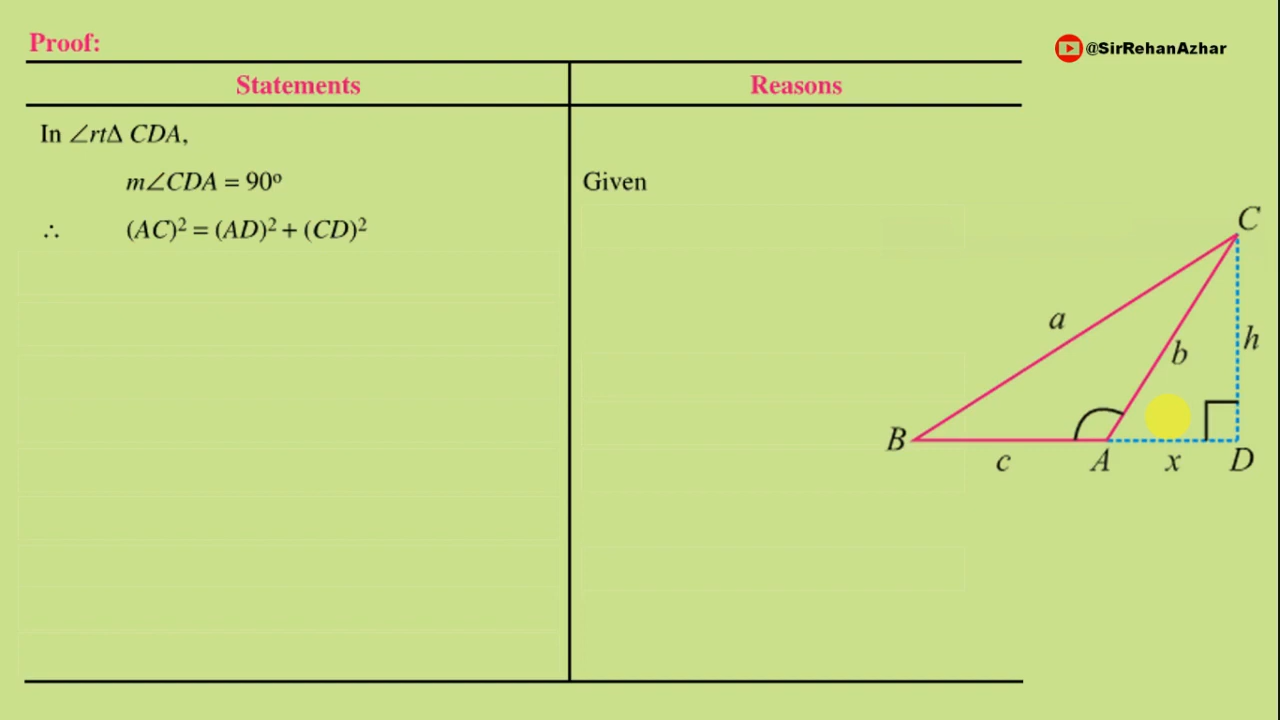 Proof:
@SirRehanAzhar
Statements Reasons
In ∠rtΔ CDA,
m∠CDA = 90º Given
∴ (AC)² = (AD)² + (CD)²
C
a
h
b
B
c A x D